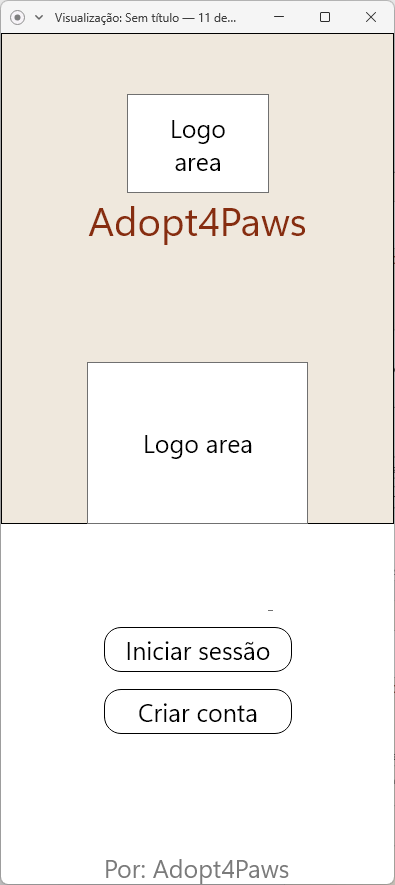 Visualização: Sem título — 11 de...
Logo
area
Adopt4Paws
Logo area
Iniciar sessão
Criar conta
Por: Adopt4Paws